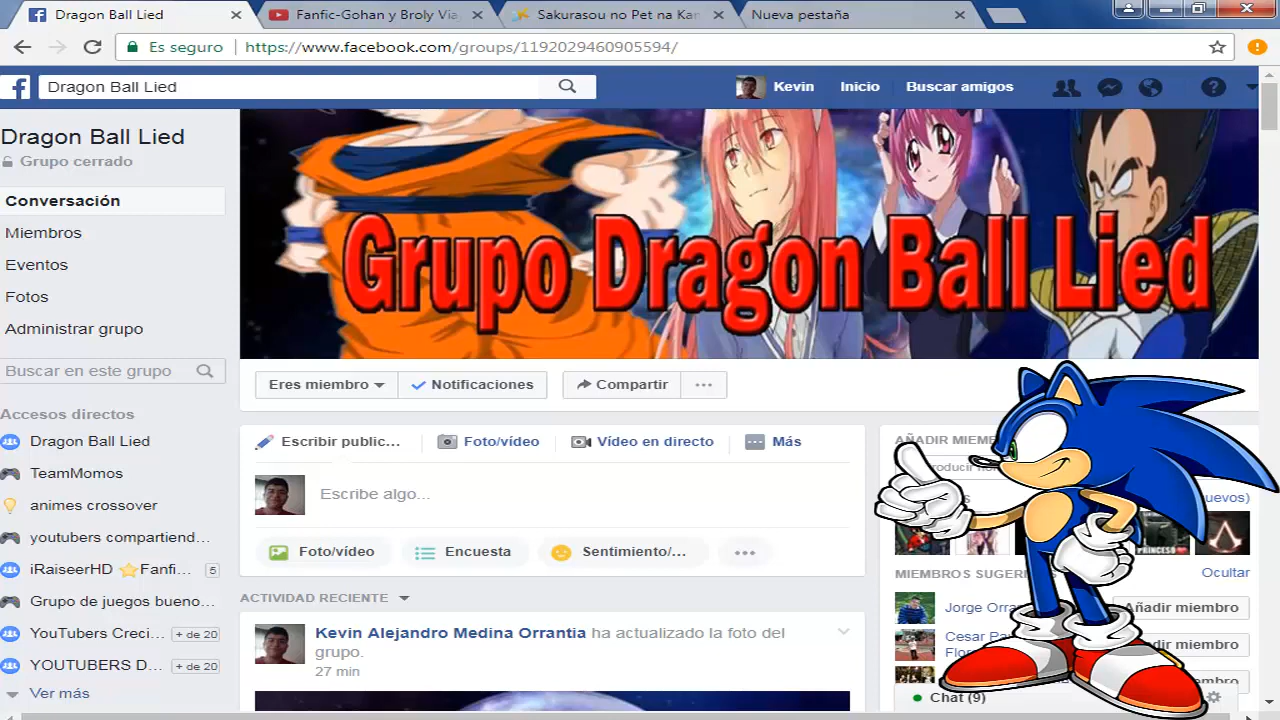 Dragon Ball Lied
Fanfic-Gohan y Broly Via
Sakurasou no Pet na Kan
Nueva pestaña
Es seguro
https://www.facebook.com/groups/1192029460905594/
Dragon Ball Lied
Kevin
Inicio
Buscar amigos
Dragon Ball Lied
Grupo cerrado
Conversación
Miembros
Eventos
Fotos
Administrar grupo
Buscar en este grupo
Accesos directos
Dragon Ball Lied
TeamMomos
animes crossover
youtubers compartiend...
iRaiseerHD ⭐Fanfi... 5
Grupo de juegos bueno...
YouTubers Creci... + de 20
YOUTUBERS D... + de 20
Ver más
Grupo Dragon Ball Lied
Eres miembro
Notificaciones
Compartir
Escribir public...
Foto/vídeo
Vídeo en directo
Más
Escribe algo...
Foto/vídeo
Encuesta
Sentimiento/...
ACTIVIDAD RECIENTE
Kevin Alejandro Medina Orrantia ha actualizado la foto del
grupo.
27 min
AÑADIR
PRINCESO
Ocultar
Jorge
Añadir miembro
Cesar
miembro
Chat (9)